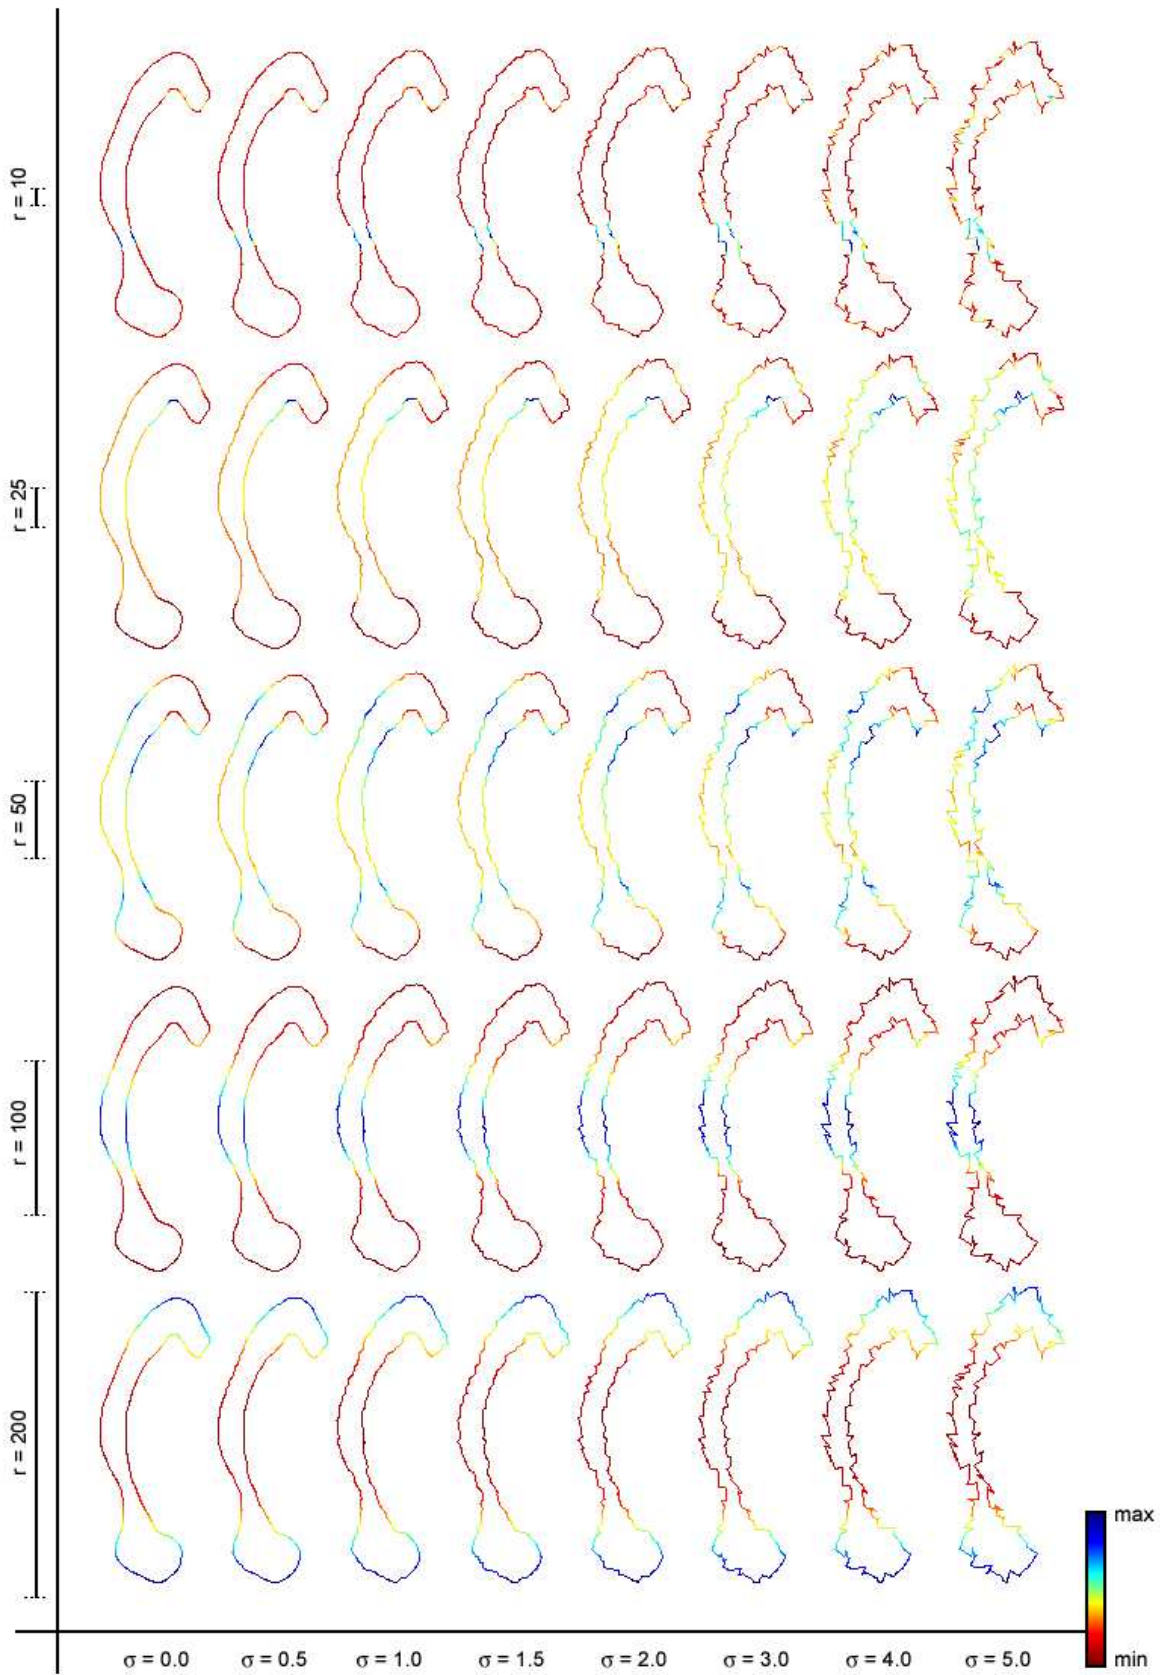 r = 10
r = 25
r = 50
r = 100
r = 200
max
min
σ = 0.0 σ = 0.5 σ = 1.0 σ = 1.5 σ = 2.0 σ = 3.0 σ = 4.0 σ = 5.0